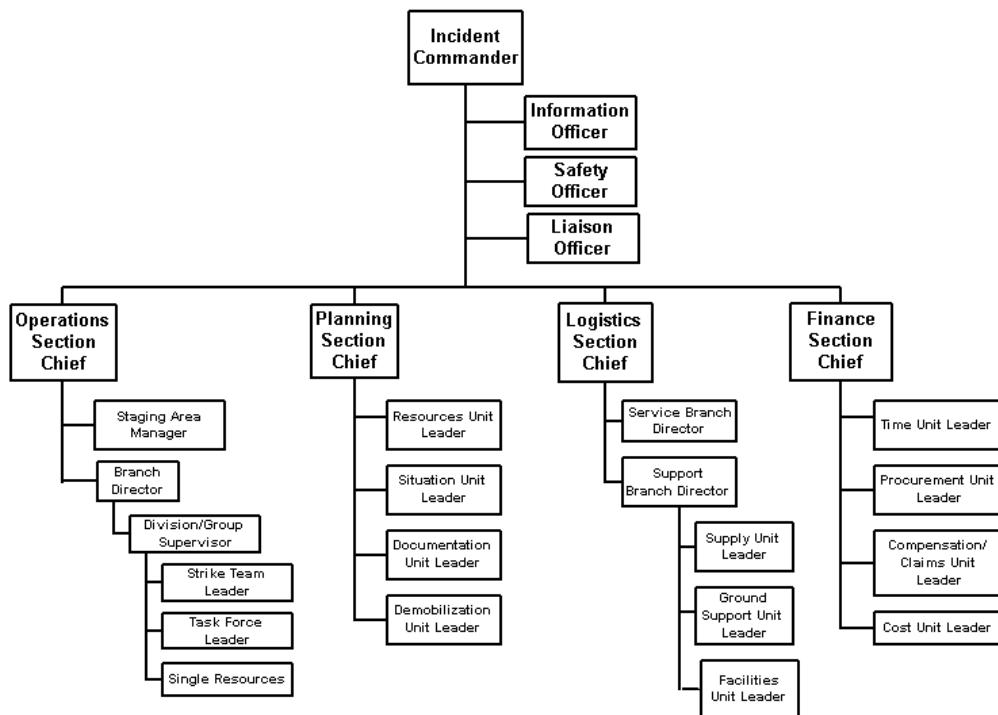 Incident
Commander
Information
Officer
Safety
Officer
Liaison
Officer
Operations
Section
Chief
Planning
Section
Chief
Logistics
Section
Chief
Finance
Section
Chief
Staging Area
Manager
Branch
Director
Division/Group
Supervisor
Strike Team
Leader
Task Force
Leader
Single Resources
Resources Unit
Leader
Situation Unit
Leader
Documentation
Unit Leader
Demobilization
Unit Leader
Service Branch
Director
Support
Branch Director
Supply Unit
Leader
Ground
Support Unit
Leader
Facilities
Unit Leader
Time Unit Leader
Procurement Unit
Leader
Compensation/
Claims Unit
Leader
Cost Unit Leader